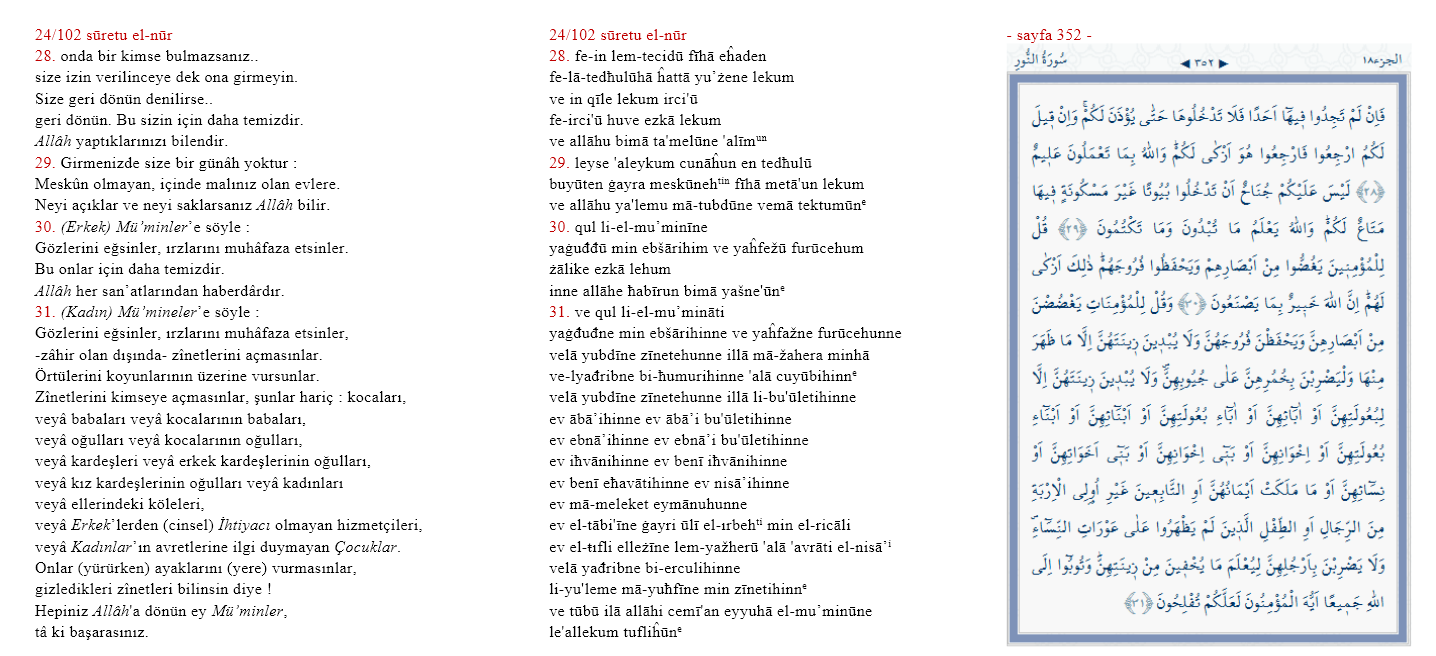 24/102 sūretu el-nūr
28. onda bir kimse bulmazsanız..
size izin verilinceye dek ona girmeyin.
Size geri dönün denilirse..
geri dönün. Bu sizin için daha temizdir.
Allâh yaptıklarınızı bilendir.
29. Girmenizde size bir günâh yoktur :
Meskûn olmayan, içinde malınız olan evlere.
Neyi açıklar ve neyi saklarsanız Allâh bilir.
30. (Erkek) Mü’minler’e söyle :
Gözlerini eğsinler, ırzlarını muhâfaza etsinler.
Bu onlar için daha temizdir.
Allâh her san’atlarından haberdârdır.
31. (Kadın) Mü’mineler’e söyle :
Gözlerini eğsinler, ırzlarını muhâfaza etsinler,
-zâhir olan dışında- zînetlerini açmasınlar.
Örtülerini koyunlarının üzerine vursunlar.
Zînetlerini kimseye açmasınlar, şunlar hariç : kocaları,
veyâ babaları veyâ kocalarının babaları,
veyâ oğulları veyâ kocalarının oğulları,
veyâ kardeşleri veyâ erkek kardeşlerinin oğulları,
veyâ kız kardeşlerinin oğulları veyâ kadınları
veyâ ellerindeki köleleri,
veyâ Erkek’lerden (cinsel) İhtiyacı olmayan hizmetçileri,
veyâ Kadınlar’ın avretlerine ilgi duymayan Çocuklar.
Onlar (yürürken) ayaklarını (yere) vurmasınlar,
gizledikleri zînetleri bilinsin diye !
Hepiniz Allâh'a dönün ey Mü’minler,
tâ ki başarasınız.
24/102 sūretu el-nūr
28. fe-in lem-tecidū fīhā eĥaden
fe-lā-tedħulūhā ĥattā yu’żene lekum
ve in qīle lekum irci'ū
fe-irci'ū huve ezkā lekum
ve allāhu bimā ta'melūne 'alīmᵘⁿ
29. leyse 'aleykum cunāĥun en tedħulū
buyūten ġayra meskūnehᵗⁱⁿ fīhā metā'un lekum
ve allāhu ya'lemu mā-tubdūne vemā tektumūnᵉ
30. qul li-el-mu’minīne
yaġuđđū min ebšārihim ve yaĥfežū furūcehum
żālike ezkā lehum
inne allāhe ħabīrun bimā yašne'ūnᵉ
31. ve qul li-el-mu’mināti
yaġđuđne min ebšārihinne ve yaĥfažne furūcehunne
velā yubdīne zīnetehunne illā mā-žahera minhā
ve-lyađribne bi-ħumurihinne 'alā cuyūbihinnᵉ
velā yubdīne zīnetehunne illā li-bu'ūletihinne
ev ābā’ihinne ev ābā’i bu'ūletihinne
ev ebnā’ihinne ev ebnā’i bu'ūletihinne
ev iħvānihinne ev benī iħvānihinne
ev benī eħavātihinne ev nisā’ihinne
ev mā-meleket eymānuhunne
ev el-tābi'īne ġayri ūlī el-ırbehᵗⁱ min el-ricāli
ev el-ŧıfli elležīne lem-yažherū 'alā 'avrāti el-nisā’ⁱ
velā yađribne bi-erculihinne
li-yu'leme mā-yuħfīne min zīnetihinnᵉ
ve tūbū ilā allāhi cemī'an eyyuhā el-mu’minūne
le'allekum tufliĥūnᵉ
- sayfa 352 -
الجزء١٨ ◀ ٣٥٢ ▶ سُورَةُ النُّورِ
فَاِنْ لَمْ تَجِدُوا ف۪يهَٓا اَحَدًا فَلَا تَدْخُلُوهَا حَتّٰى يُؤْذَنَ لَكُمْۚ وَاِنْ ق۪يلَ
لَكُمُ ارْجِعُوا فَارْجِعُوا هُوَ اَزْكٰى لَكُمْۜ وَاللّٰهُ بِمَا تَعْمَلُونَ عَل۪يمٌ
﴿٢٨﴾ لَيْسَ عَلَيْكُمْ جُنَاحٌ اَنْ تَدْخُلُوا بُيُوتًا غَيْرَ مَسْكُونَةٍ ف۪يهَا
مَتَاعٌ لَكُمْۜ وَاللّٰهُ يَعْلَمُ مَا تُبْدُونَ وَمَا تَكْتُمُونَ ﴿٢٩﴾ قُلْ
لِلْمُؤْمِن۪ينَ يَغُضُّوا مِنْ اَبْصَارِهِمْ وَيَحْفَظُوا فُرُوجَهُمْۜ ذٰلِكَ اَزْكٰى
لَهُمْۜ اِنَّ اللّٰهَ خَب۪يرٌ بِمَا يَصْنَعُونَ ﴿٣٠﴾ وَقُلْ لِلْمُؤْمِنَاتِ يَغْضُضْنَ
مِنْ اَبْصَارِهِنَّ وَيَحْفَظْنَ فُرُوجَهُنَّ وَلَا يُبْد۪ينَ ز۪ينَتَهُنَّ اِلَّا مَا ظَهَرَ
مِنْهَا وَلْيَضْرِبْنَ بِخُمُرِهِنَّ عَلٰى جُيُوبِهِنَّۖ وَلَا يُبْد۪ينَ ز۪ينَتَهُنَّ اِلَّا
لِبُعُولَتِهِنَّ اَوْ اٰبَٓائِهِنَّ اَوْ اٰبَٓاءِ بُعُولَتِهِنَّ اَوْ اَبْنَٓائِهِنَّ اَوْ اَبْنَٓاءِ
بُعُولَتِهِنَّ اَوْ اِخْوَانِهِنَّ اَوْ بَن۪ٓى اِخْوَانِهِنَّ اَوْ بَن۪ٓى اَخَوَاتِهِنَّ اَوْ
نِسَٓائِهِنَّ اَوْ مَا مَلَكَتْ اَيْمَانُهُنَّ اَوِ التَّابِع۪ينَ غَيْرِ اُو۬لِى الْاِرْبَةِ
مِنَ الرِّجَالِ اَوِ الطِّفْلِ الَّذ۪ينَ لَمْ يَظْهَرُوا عَلٰى عَوْرَاتِ النِّسَٓاءِۖ
وَلَا يَضْرِبْنَ بِاَرْجُلِهِنَّ لِيُعْلَمَ مَا يُخْف۪ينَ مِنْ ز۪ينَتِهِنَّۜ وَتُوبُٓوا اِلَى
اللّٰهِ جَم۪يعًا اَيُّهَ الْمُؤْمِنُونَ لَعَلَّكُمْ تُفْلِحُونَ ﴿٣١﴾